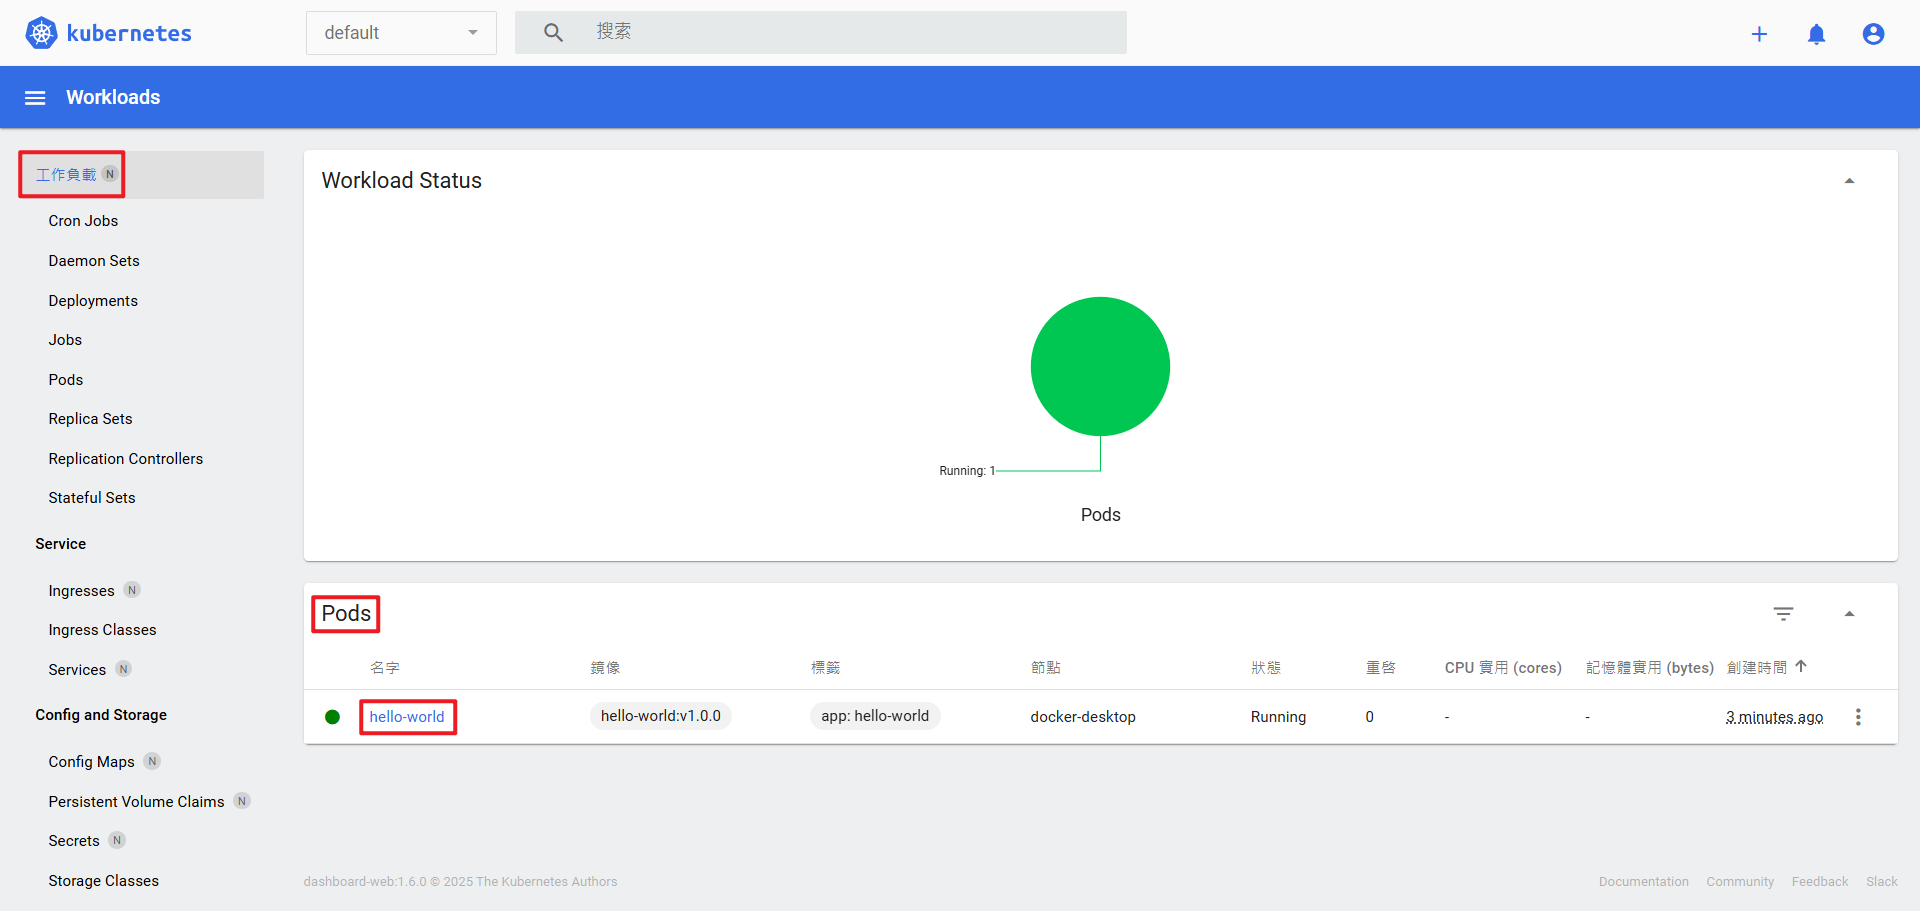 kubernetes
default
搜索
Workloads
工作負載 N
Cron Jobs
Daemon Sets
Deployments
Jobs
Pods
Replica Sets
Replication Controllers
Stateful Sets
Service
Ingresses N
Ingress Classes
Services N
Config and Storage
Config Maps N
Persistent Volume Claims N
Secrets N
Storage Classes
Workload Status
Running: 1
Pods
Pods
名字 鏡像 標籤 節點 狀態 重啓 CPU 實用 (cores) 記憶體實用 (bytes) 創建時間
hello-world hello-world:v1.0.0 app: hello-world docker-desktop Running 0 - - 3 minutes ago
dashboard-web:1.6.0 © 2025 The Kubernetes Authors
Documentation Community Feedback Slack